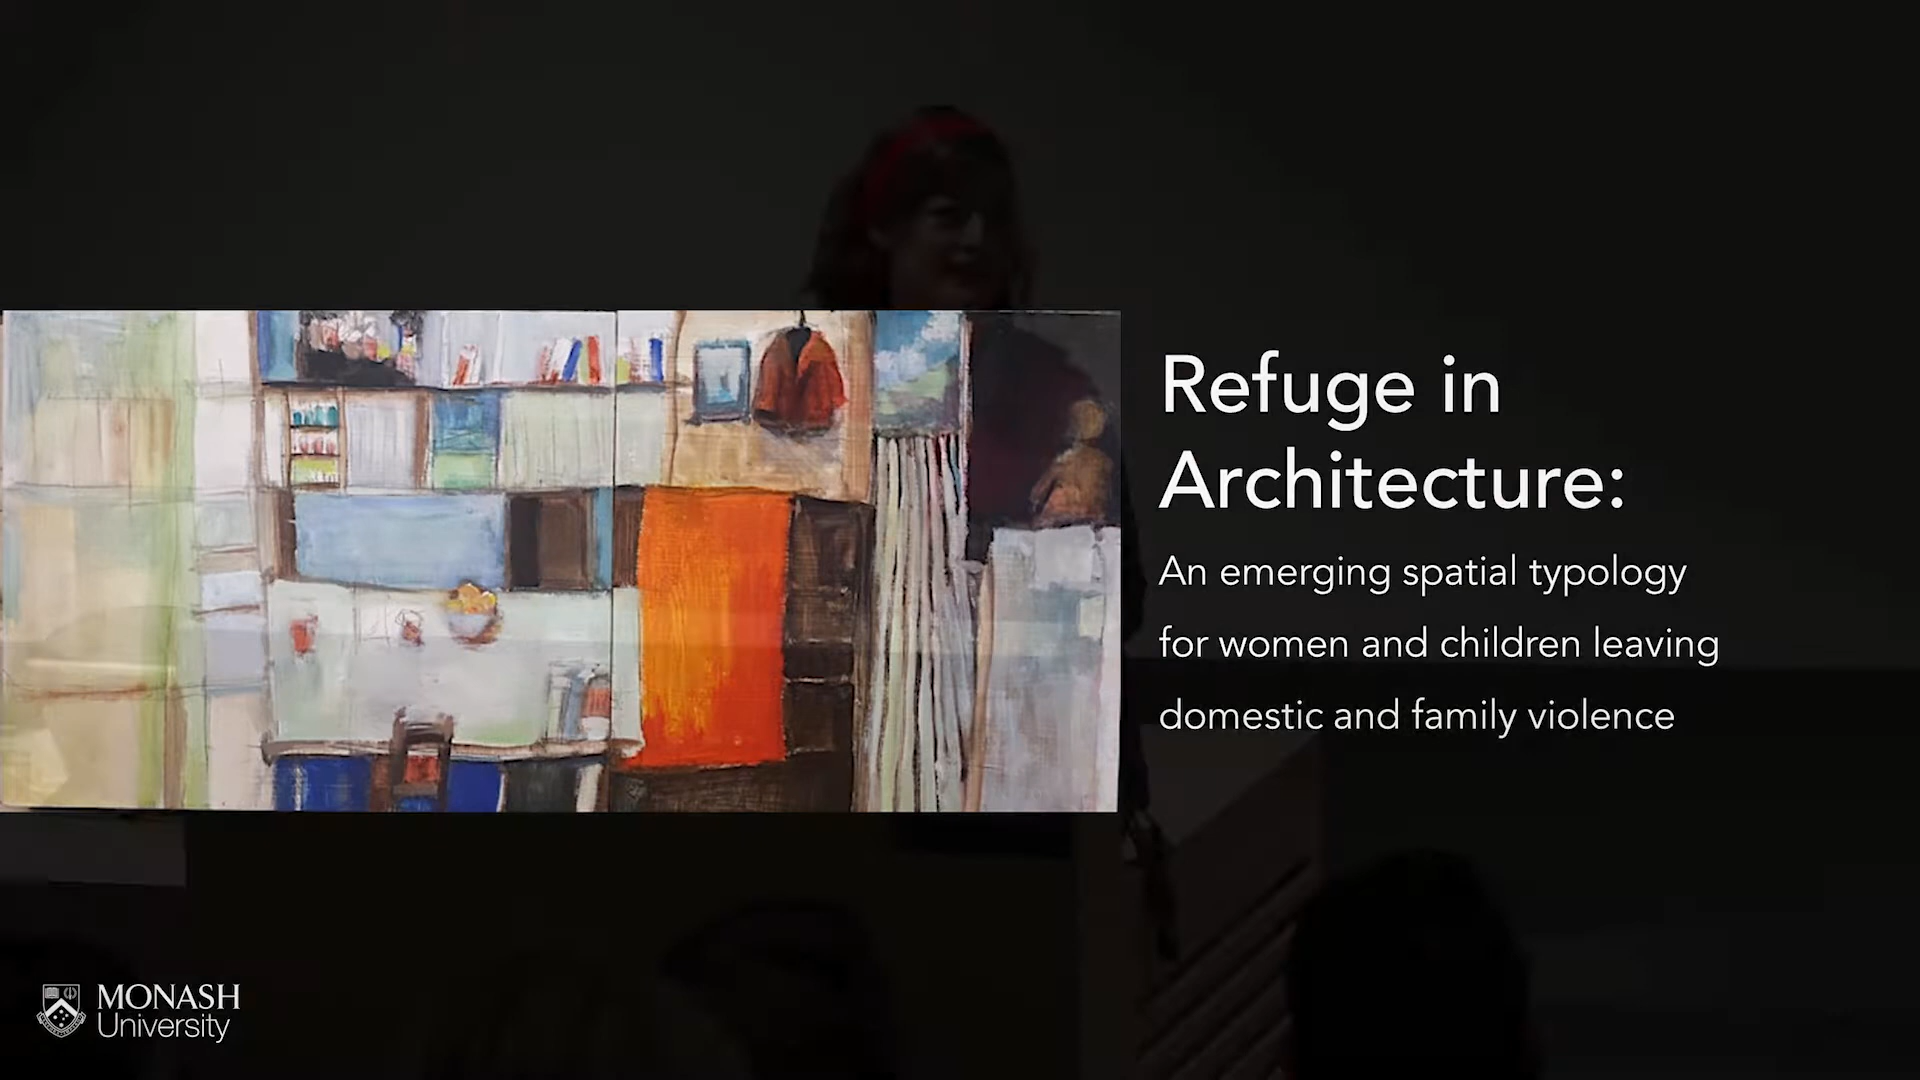 Refuge in
Architecture:
An emerging spatial typology
for women and children leaving
domestic and family violence
MONASH
University